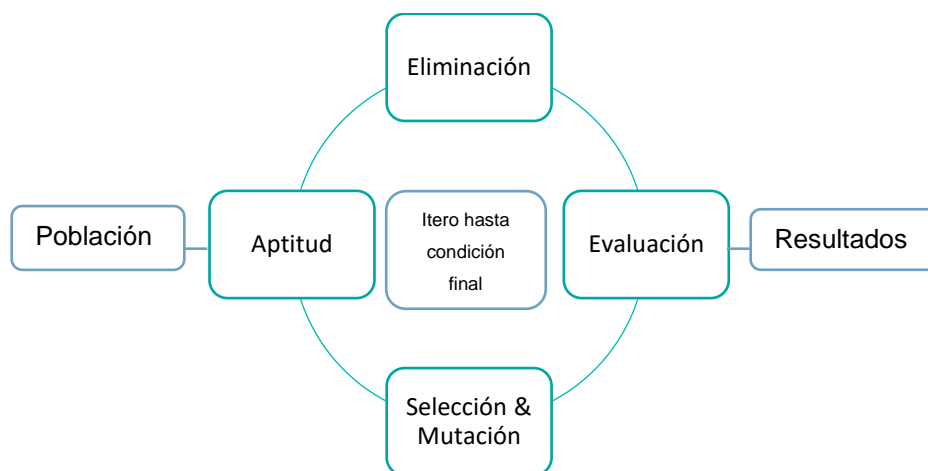 Eliminación
Población
Aptitud
Itero hasta
condición
final
Evaluación
Resultados
Selección &
Mutación